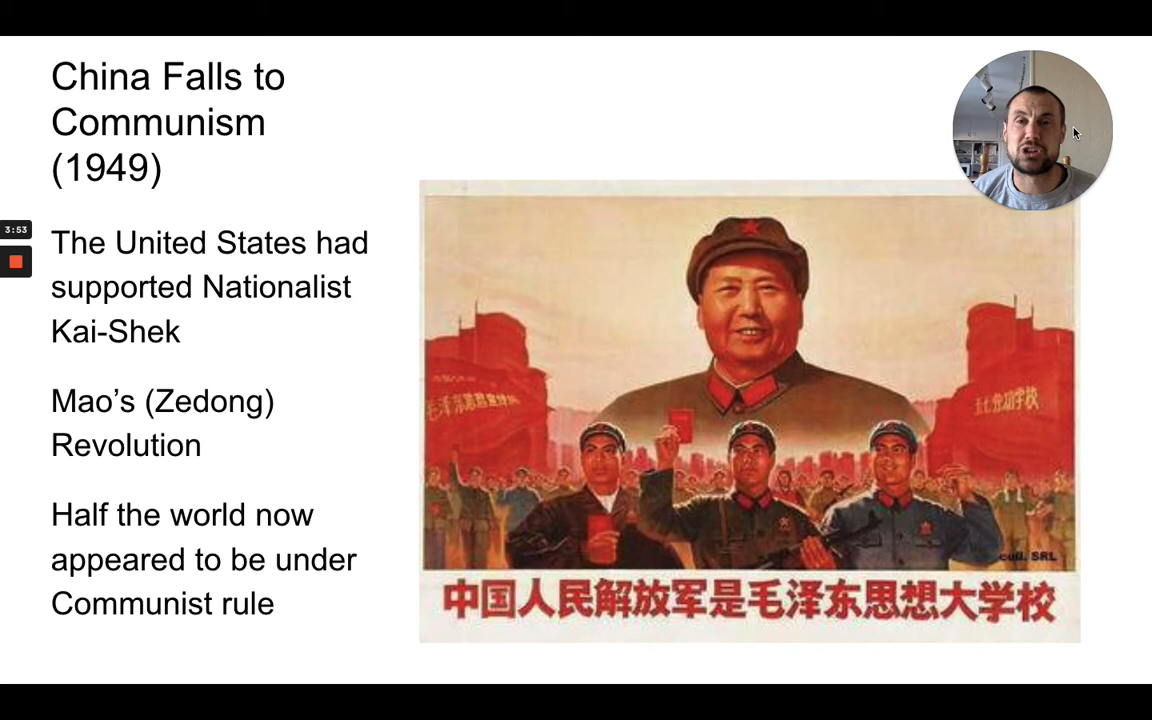 China Falls to
Communism
(1949)
3:53
The United States had
supported Nationalist
Kai-Shek
Mao’s (Zedong)
Revolution
Half the world now
appeared to be under
Communist rule
coll. SRL
中国人民解放军是毛泽东思想大学校